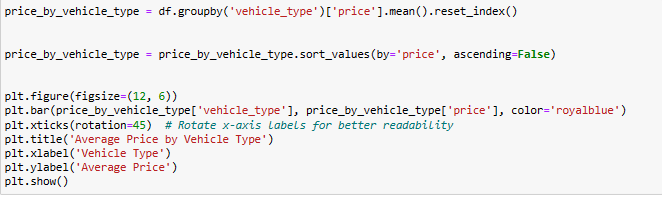 price_by_vehicle_type = df.groupby('vehicle_type')['price'].mean().reset_index()
price_by_vehicle_type = price_by_vehicle_type.sort_values(by='price', ascending=False)
plt.figure(figsize=(12, 6))
plt.bar(price_by_vehicle_type['vehicle_type'], price_by_vehicle_type['price'], color='royalblue')
plt.xticks(rotation=45)  # Rotate x-axis labels for better readability
plt.title('Average Price by Vehicle Type')
plt.xlabel('Vehicle Type')
plt.ylabel('Average Price')
plt.show()